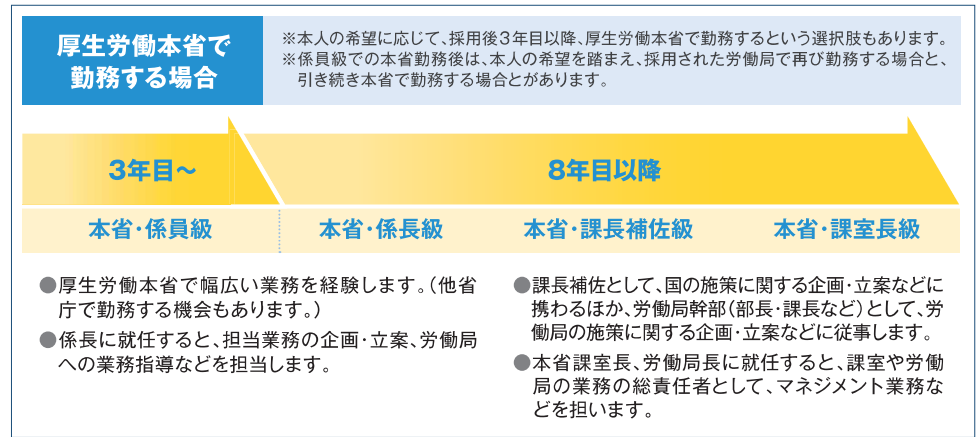 厚生労働本省で
勤務する場合
※本人の希望に応じて、採用後3年目以降、厚生労働本省で勤務するという選択肢もあります。
※係員級での本省勤務後は、本人の希望を踏まえ、採用された労働局で再び勤務する場合と、
引き続き本省で勤務する場合とがあります。
3年目～
8年目以降
本省・係員級
本省・係長級
本省・課長補佐級
本省・課室長級
●厚生労働本省で幅広い業務を経験します。（他省
庁で勤務する機会もあります。）
●係長に就任すると、担当業務の企画・立案、労働局
への業務指導などを担当します。
●課長補佐として、国の施策に関する企画・立案などに
携わるほか、労働局幹部（部長・課長など）として、労
働局の施策に関する企画・立案などに従事します。
●本省課室長、労働局長に就任すると、課室や労働
局の業務の総責任者として、マネジメント業務な
どを担います。